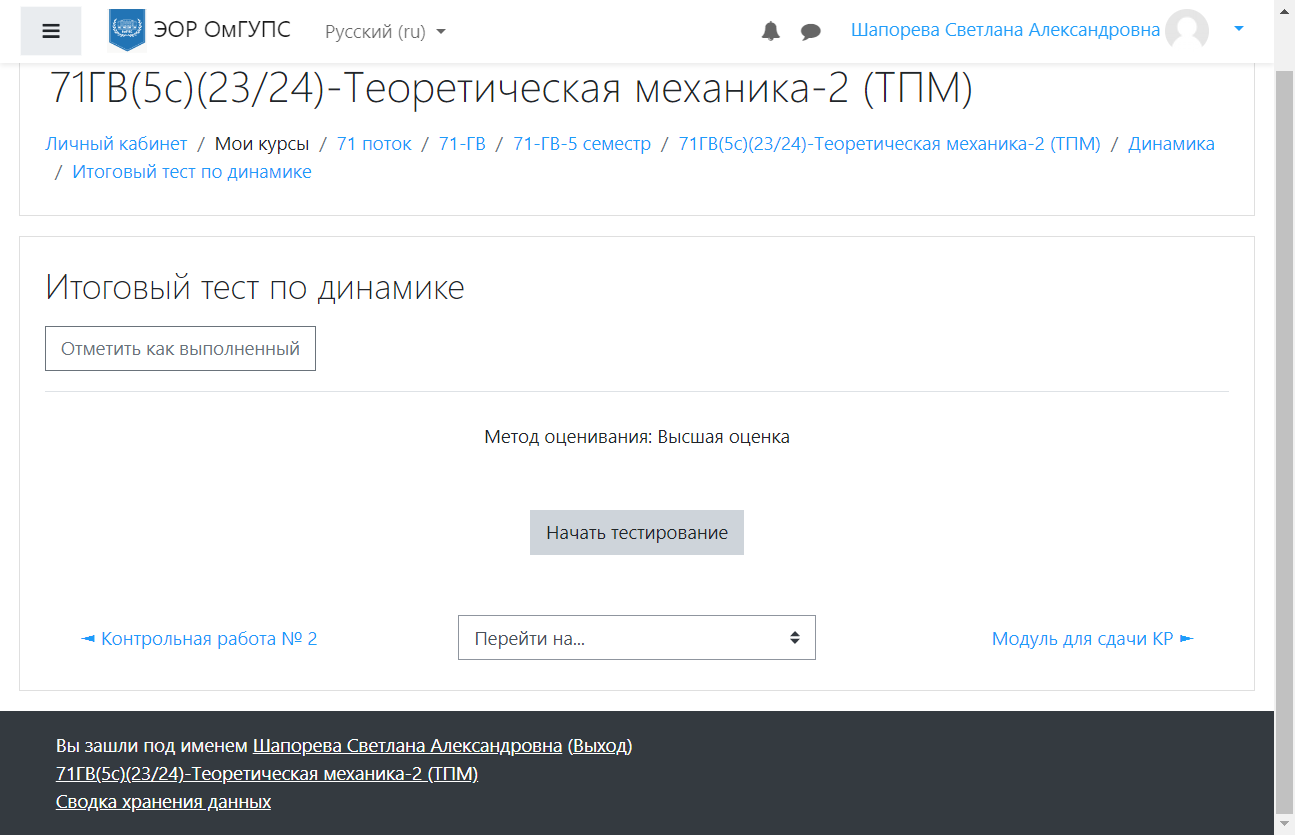 ЭОР ОмГУПС Русский (ru) Шапорева Светлана Александровна
71ГВ(5с)(23/24)-Теоретическая механика-2 (ТПМ)
Личный кабинет / Мои курсы / 71 поток / 71-ГВ / 71-ГВ-5 семестр / 71ГВ(5с)(23/24)-Теоретическая механика-2 (ТПМ) / Динамика
/ Итоговый тест по динамике
Итоговый тест по динамике
Отметить как выполненный
Метод оценивания: Высшая оценка
Начать тестирование
◄ Контрольная работа № 2 Перейти на... Модуль для сдачи КР ►
Вы зашли под именем Шапорева Светлана Александровна (Выход)
71ГВ(5с)(23/24)-Теоретическая механика-2 (ТПМ)
Сводка хранения данных